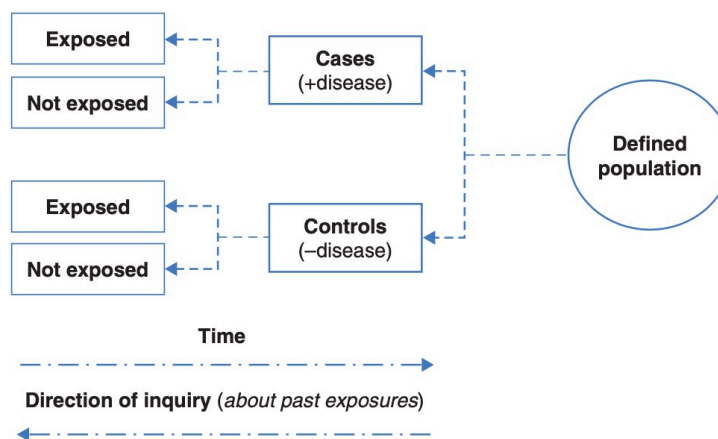 Exposed
Not exposed
Cases
(+disease)
Defined
population
Exposed
Not exposed
Controls
(–disease)
Time
Direction of inquiry (about past exposures)